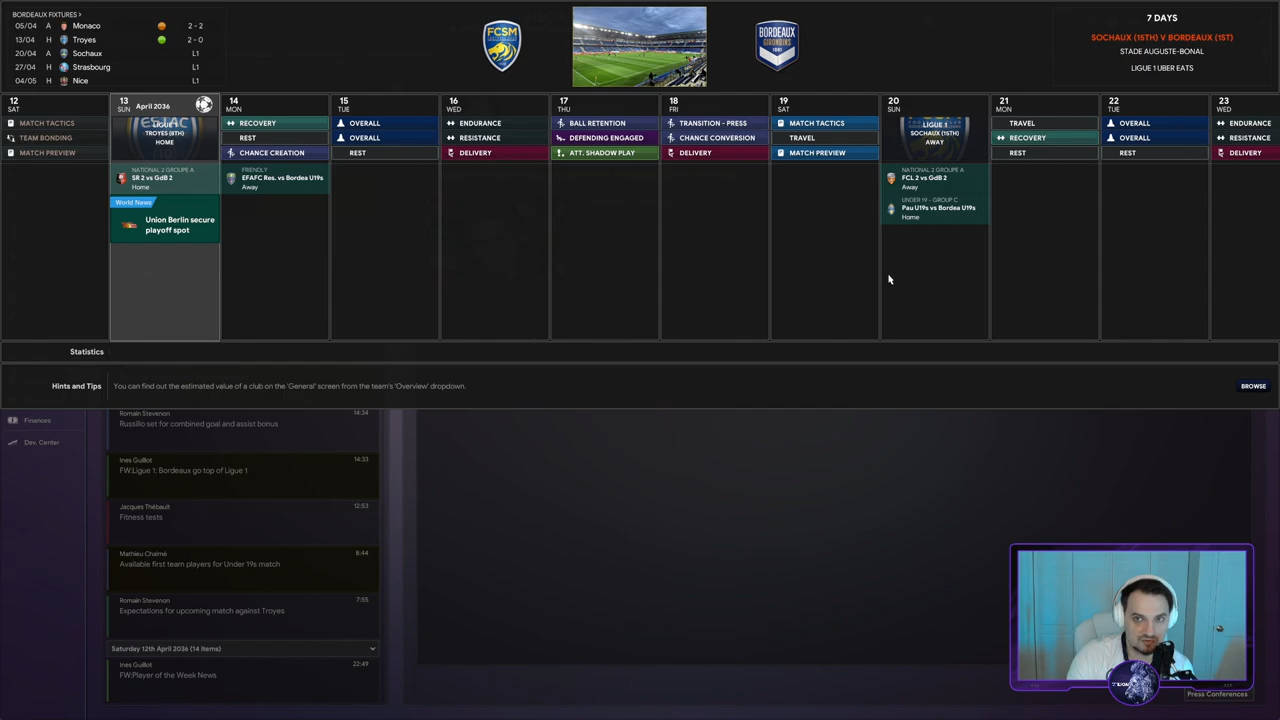 BORDEAUX FIXTURES >
05/04 A Monaco 2 - 2
13/04 H Troyes 2 - 0
20/04 A Sochaux L1
27/04 H Strasbourg L1
04/05 H Nice L1
FCSM
BORDEAUX
GIRONDINS
1881
7 DAYS
SOCHAUX (15TH) V BORDEAUX (1ST)
STADE AUGUSTE-BONAL
LIGUE 1 UBER EATS
12
SAT
MATCH TACTICS
TEAM BONDING
MATCH PREVIEW
13
SUN
April 2036
LIGUE 1
TROYES (8TH)
HOME
NATIONAL 2 GROUPE A
SR 2 vs GdB 2
Home
World News
Union Berlin secure
playoff spot
14
MON
RECOVERY
REST
CHANCE CREATION
FRIENDLY
EFAFC Res. vs Bordea U19s
Away
15
TUE
OVERALL
OVERALL
REST
16
WED
ENDURANCE
RESISTANCE
DELIVERY
17
THU
BALL RETENTION
DEFENDING ENGAGED
ATT. SHADOW PLAY
18
FRI
TRANSITION - PRESS
CHANCE CONVERSION
DELIVERY
19
SAT
MATCH TACTICS
TRAVEL
MATCH PREVIEW
20
SUN
LIGUE 1
SOCHAUX (15TH)
AWAY
NATIONAL 2 GROUPE A
FCL 2 vs GdB 2
Away
UNDER 19 - GROUP C
Pau U19s vs Bordea U19s
Home
21
MON
TRAVEL
RECOVERY
REST
22
TUE
OVERALL
OVERALL
REST
23
WED
ENDURANCE
RESISTANCE
DELIVERY
Statistics
Hints and Tips
You can find out the estimated value of a club on the 'General' screen from the team's 'Overview' dropdown.
BROWSE
Finances
Dev. Center
Romain Stevenon 14:34
Russillo set for combined goal and assist bonus
Ines Guillot 14:33
FW:Ligue 1: Bordeaux go top of Ligue 1
Jacques Thébault 12:53
Fitness tests
Mathieu Chalmé 8:44
Available first team players for Under 19s match
Romain Stevenon 7:55
Expectations for upcoming match against Troyes
Saturday 12th April 2036 (14 Items)
Ines Guillot 22:49
FW:Player of the Week News
Press Conferences